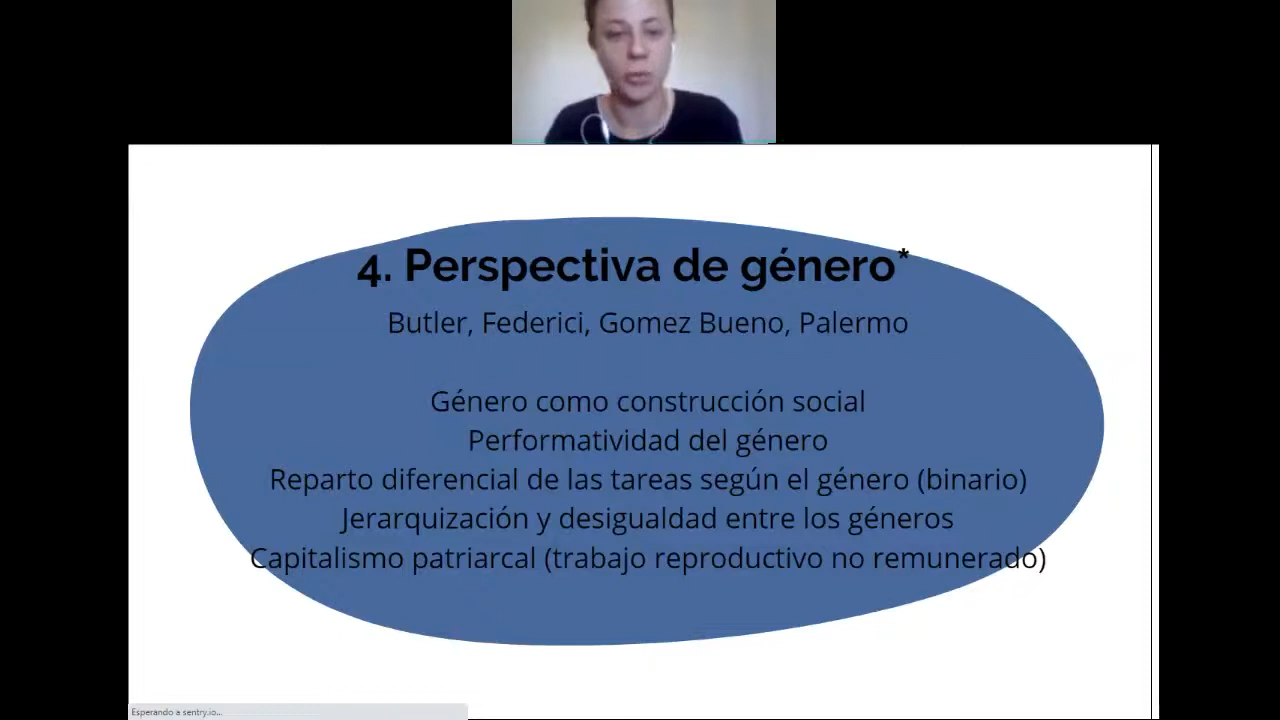 4. Perspectiva de género*
Butler, Federici, Gomez Bueno, Palermo
Género como construcción social
Performatividad del género
Reparto diferencial de las tareas según el género (binario)
Jerarquización y desigualdad entre los géneros
Capitalismo patriarcal (trabajo reproductivo no remunerado)
Esperando a sentry.io...